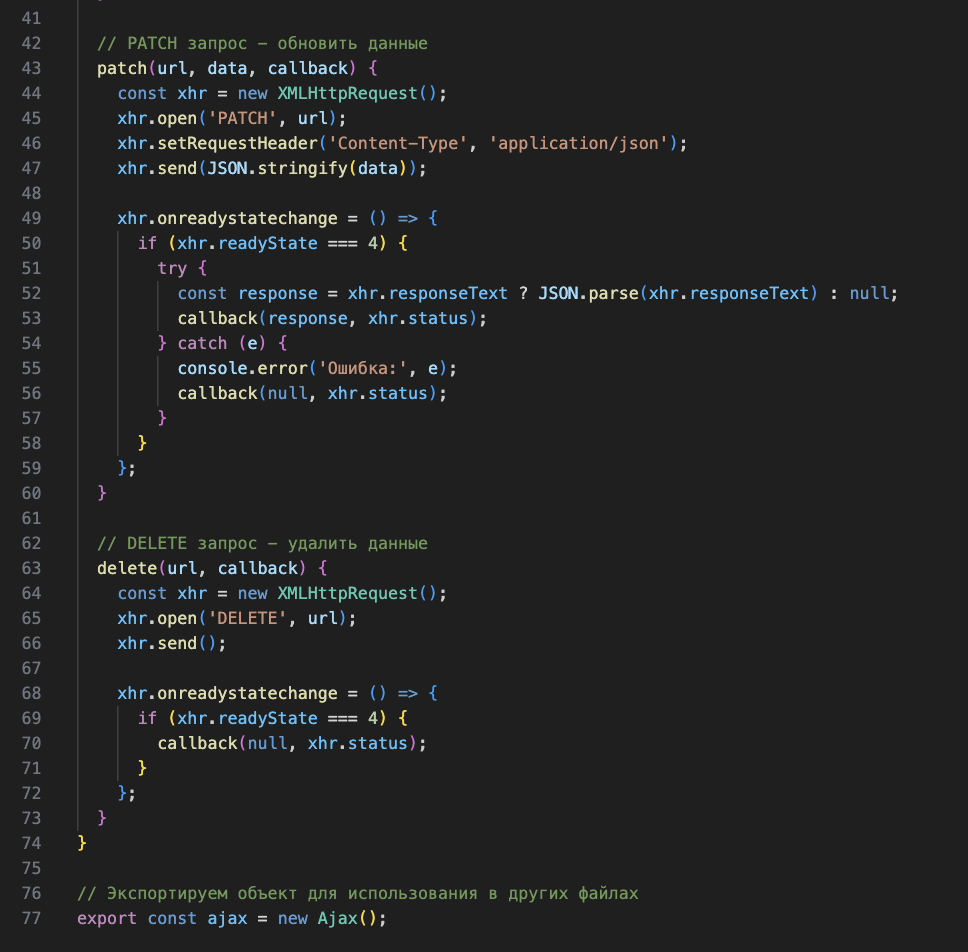 41
42 // PATCH запрос - обновить данные
43 patch(url, data, callback) {
44 const xhr = new XMLHttpRequest();
45 xhr.open('PATCH', url);
46 xhr.setRequestHeader('Content-Type', 'application/json');
47 xhr.send(JSON.stringify(data));
48
49 xhr.onreadystatechange = () => {
50 if (xhr.readyState === 4) {
51 try {
52 const response = xhr.responseText ? JSON.parse(xhr.responseText) : null;
53 callback(response, xhr.status);
54 } catch (e) {
55 console.error('Ошибка:', e);
56 callback(null, xhr.status);
57 }
58 }
59 };
60 }
61
62 // DELETE запрос - удалить данные
63 delete(url, callback) {
64 const xhr = new XMLHttpRequest();
65 xhr.open('DELETE', url);
66 xhr.send();
67
68 xhr.onreadystatechange = () => {
69 if (xhr.readyState === 4) {
70 callback(null, xhr.status);
71 }
72 };
73 }
74 }
75
76 // Экспортируем объект для использования в других файлах
77 export const ajax = new Ajax();